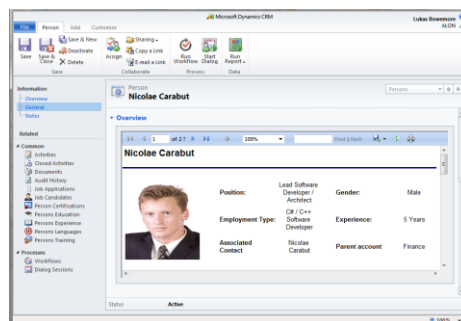 Microsoft Dynamics CRM
File Person Add Customize
Lukas Bowemore
ALON
Save
Save & Close
Save & New
Deactivate
Delete
Save
Assign
Sharing
Copy a Link
E-mail a Link
Collaborate
Run Workflow
Start Dialog
Process
Run Report
Data
Information
Overview
General
Notes
Related
Common
Activities
Closed Activities
Documents
Audit History
Job Applications
Job Candidates
Person Certifications
Persons Education
Persons Experience
Persons Languages
Persons Training
Processes
Workflows
Dialog Sessions
Person
Nicolae Carabut
Persons
Overview
1 of 2 ? 100% Find | Next
Nicolae Carabut
Position: Lead Software Developer / Architect Gender: Male
Employment Type: C# / C++ Software Developer Experience: 5 Years
Associated Contact Nicolae Carabut Parent account Finance
Status Active
100%